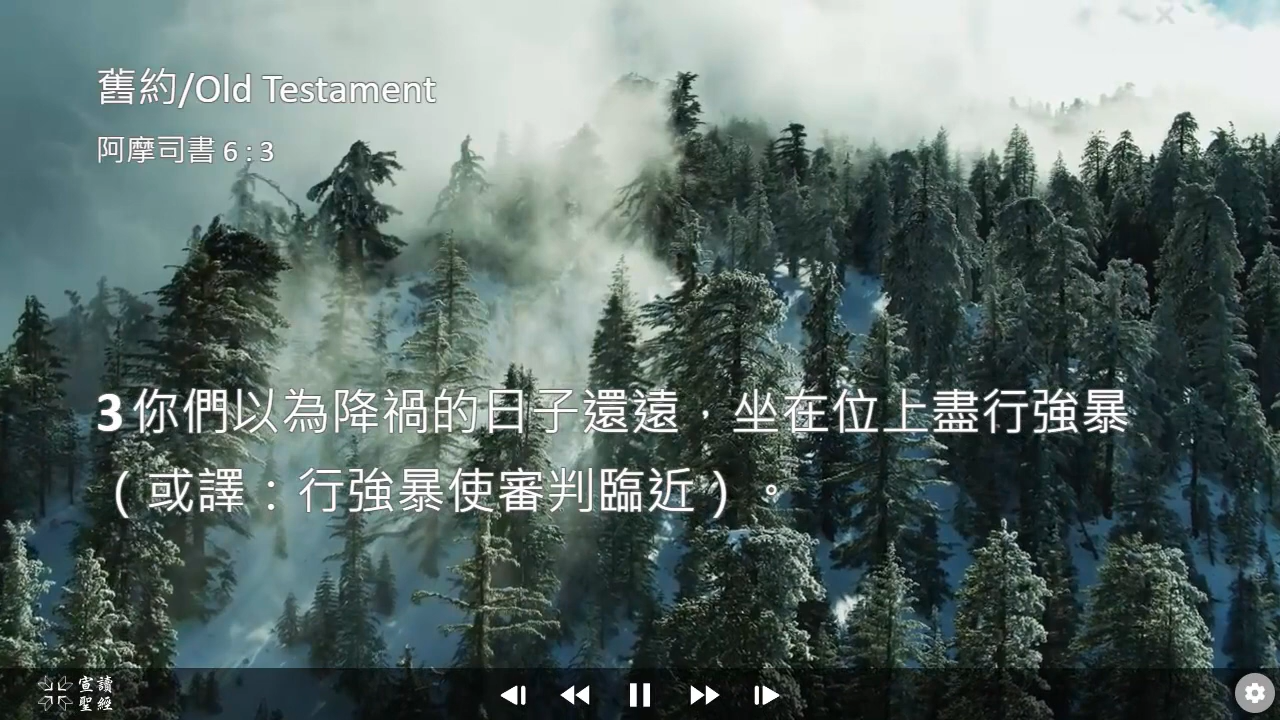 舊約/Old Testament
阿摩司書 6 : 3
3 你們以為降禍的日子還遠，坐在位上盡行強暴
（或譯：行強暴使審判臨近）。
宣讀
聖經